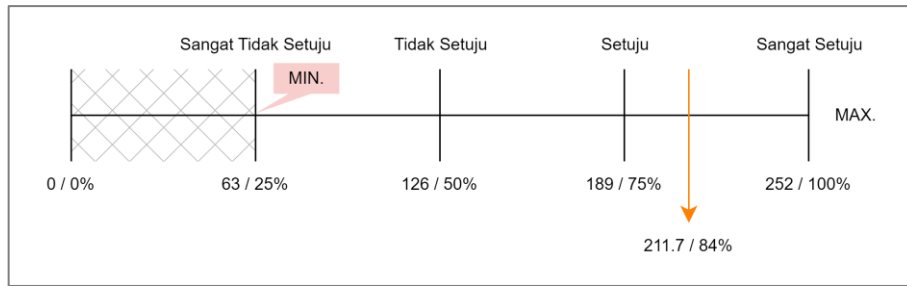 Sangat Tidak Setuju
Tidak Setuju
Setuju
Sangat Setuju
MIN.
MAX.
0 / 0%
63 / 25%
126 / 50%
189 / 75%
252 / 100%
211.7 / 84%